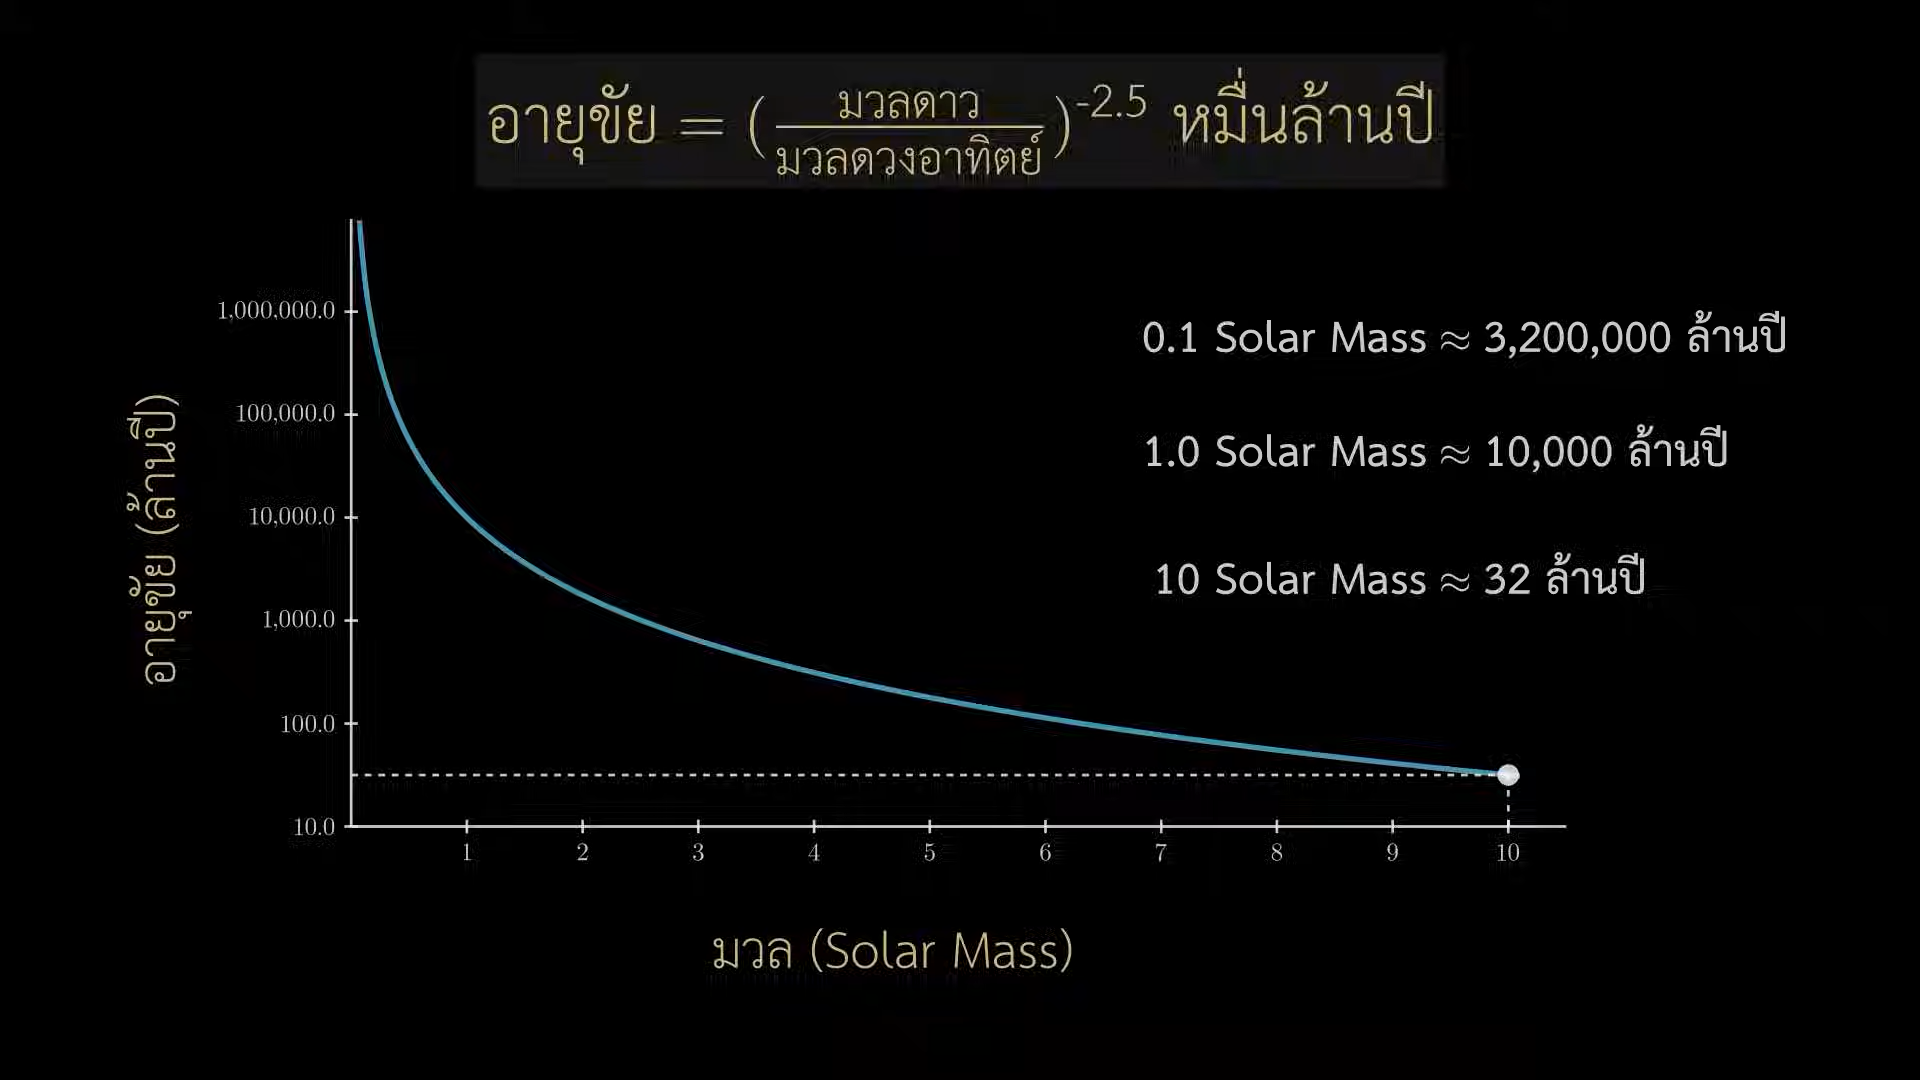 อายุขัย = (มวลดาว/มวลดวงอาทิตย์)^-2.5 หมื่นล้านปี
อายุขัย (ล้านปี)
1,000,000.0
100,000.0
10,000.0
1,000.0
100.0
10.0
0.1 Solar Mass ≈ 3,200,000 ล้านปี
1.0 Solar Mass ≈ 10,000 ล้านปี
10 Solar Mass ≈ 32 ล้านปี
1 2 3 4 5 6 7 8 9 10
มวล (Solar Mass)